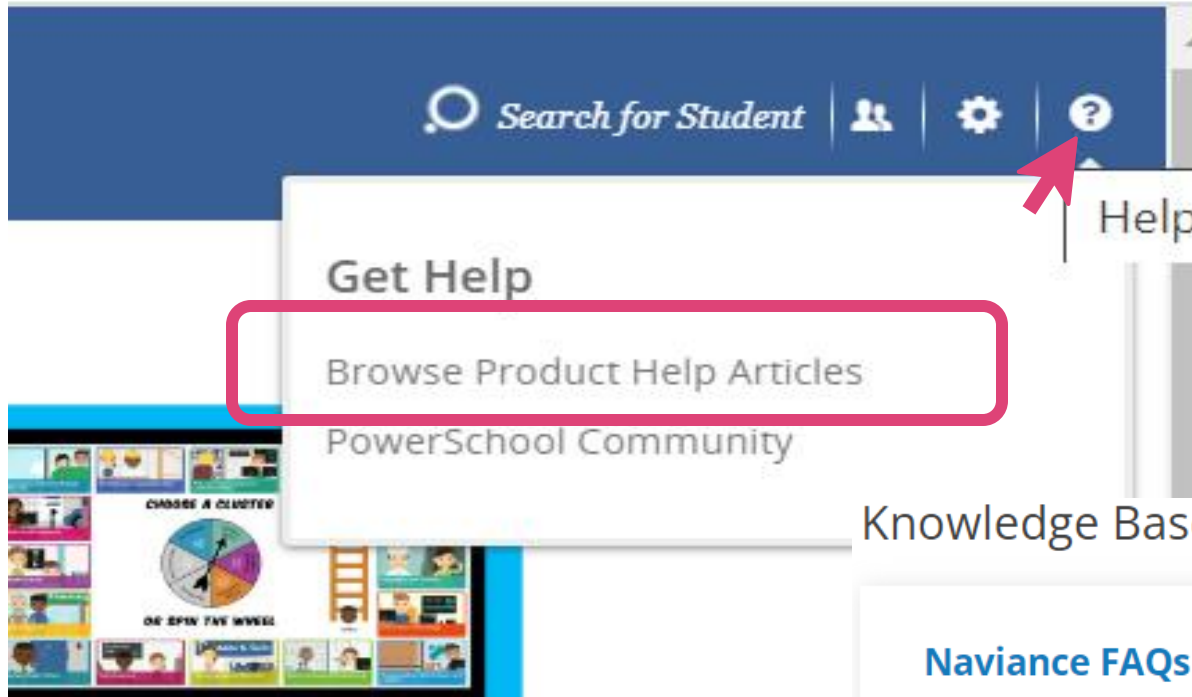 Search for Student
?
Help
Get Help
Browse Product Help Articles
PowerSchool Community
CHOOSE A CLUSTER
OR SPIN THE WHEEL
Knowledge Bas
Naviance FAQs